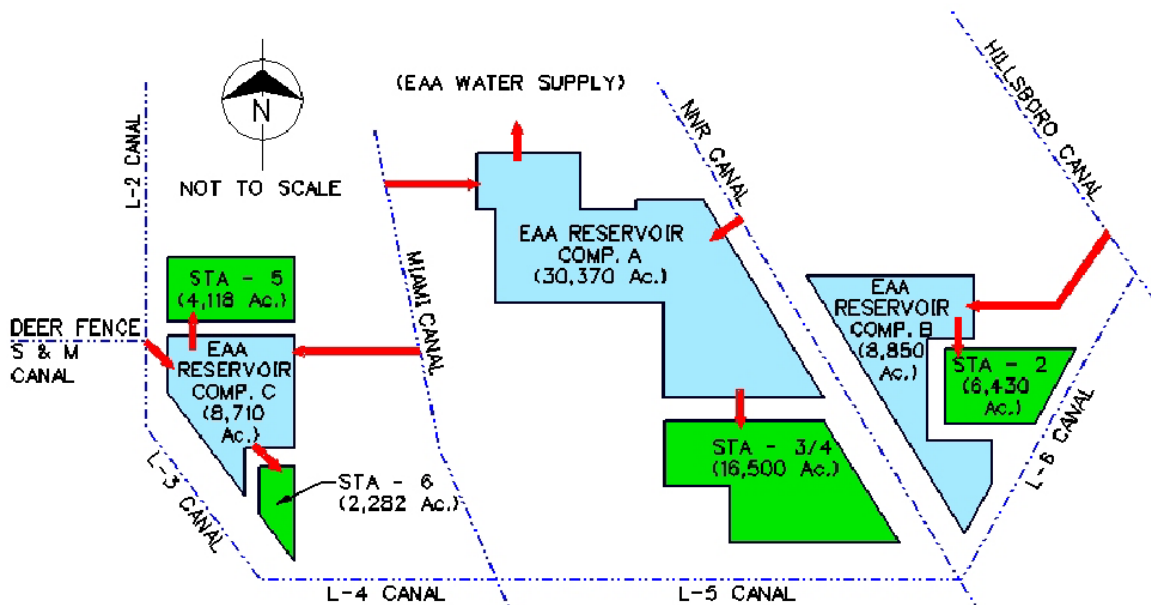 (EAA WATER SUPPLY)
HILLSBORO CANAL
NNR CANAL
L-2 CANAL
N
NOT TO SCALE
EAA RESERVOIR
COMP. A
(30,370 Ac.)
MIAMI CANAL
STA - 5
(4,118 Ac.)
EAA
RESERVOIR
COMP. B
(8,850
Ac.)
DEER FENCE
S & M
CANAL
EAA
RESERVOIR
COMP. C
(8,710
Ac.)
STA - 2
(6,430
Ac.)
L-6 CANAL
STA - 3/4
(16,500 Ac.)
L-3 CANAL
STA - 6
(2,282 Ac.)
L-4 CANAL
L-5 CANAL